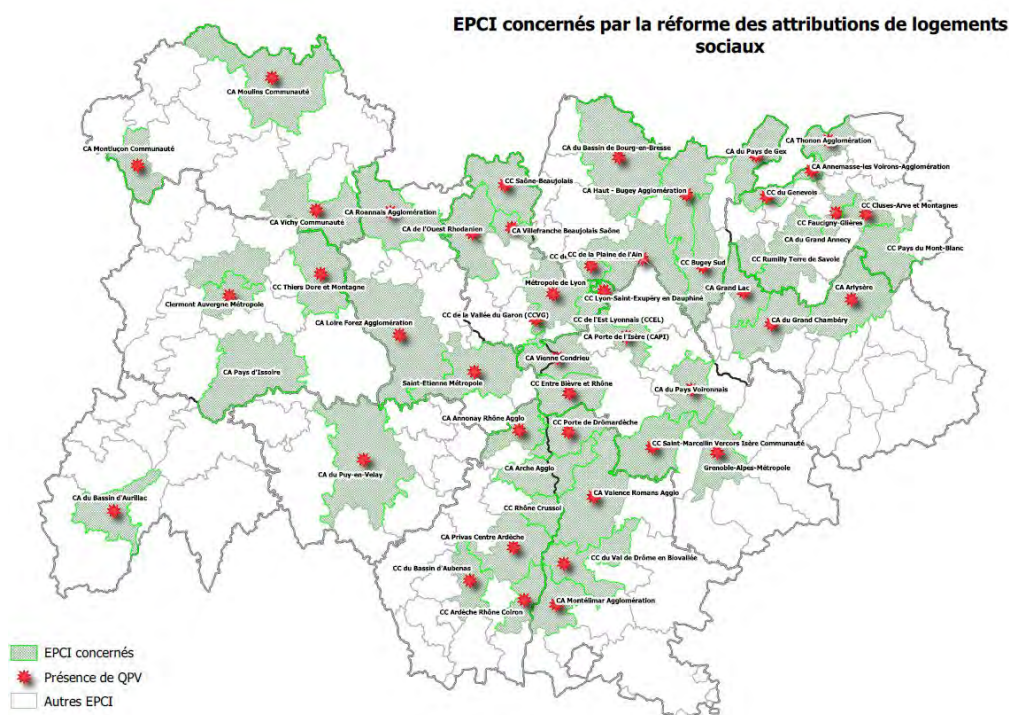 EPCI concernés par la réforme des attributions de logements
sociaux
CA Moulins Communauté
CA Montluçon Communauté
CA du Bassin de Bourg-en-Bresse
CA du Pays de Gex
CA Thonon Agglomération
CA Annemasse-les Voirons-Agglomération
CC Saône-Beaujolais
CA Haut - Bugey Agglomération
CC du Genevois
CC Cluses-Arve et Montagnes
CA Vichy Communauté
CA Roannais Agglomération
CA de l'Ouest Rhodanien
CA Villefranche Beaujolais Saône
CC Faucigny-Glières
CA du Grand Annecy
CC Pays du Mont-Blanc
CC de
CC de la Plaine de l'Ain
CC Bugey Sud
CC Rumilly Terre de Savoie
CC Thiers Dore et Montagne
Métropole de Lyon
CA Grand Lac
CA Arlysère
Clermont Auvergne Métropole
CC Lyon-Saint-Exupéry en Dauphiné
CA Loire Forez Agglomération
CC de la Vallée du Garon (CCVG)
CC de l'Est Lyonnais (CCEL)
CA du Grand Chambéry
CA Porte de l'Isère (CAPI)
CA Vienne Condrieu
CA Pays d'Issoire
Saint-Etienne Métropole
CC Entre Bièvre et Rhône
CA du Pays Voironnais
CA Annonay Rhône Agglo
CC Porte de Drômardèche
CC Saint-Marcellin Vercors Isère Communauté
CA du Puy-en-Velay
CA Arche Agglo
Grenoble-Alpes-Métropole
CA du Bassin d'Aurillac
CA Valence Romans Agglo
CC Rhône Crussol
CA Privas Centre Ardèche
CC du Val de Drôme en Biovallée
CC du Bassin d'Aubenas
CA Montélimar Agglomération
CC Ardèche Rhône Coiron
EPCI concernés
Présence de QPV
Autres EPCI